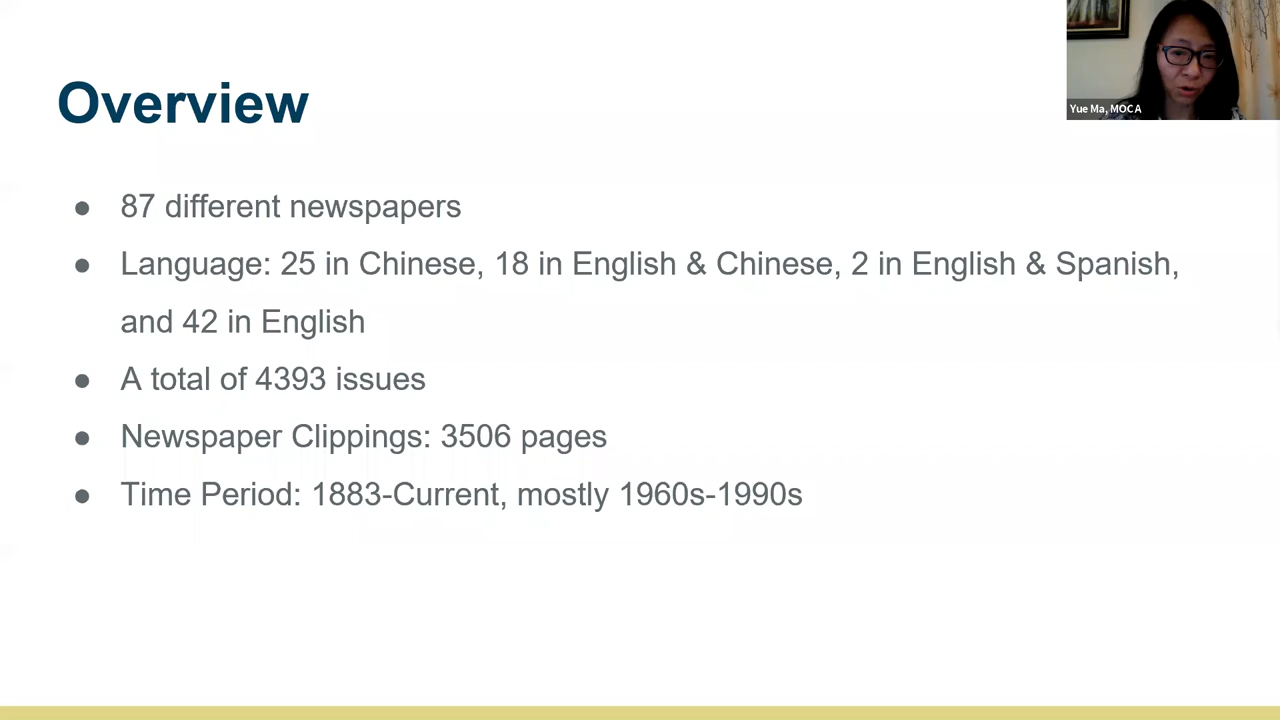 Overview
Yue Ma, MOCA
● 87 different newspapers
● Language: 25 in Chinese, 18 in English & Chinese, 2 in English & Spanish,
and 42 in English
● A total of 4393 issues
● Newspaper Clippings: 3506 pages
● Time Period: 1883-Current, mostly 1960s-1990s